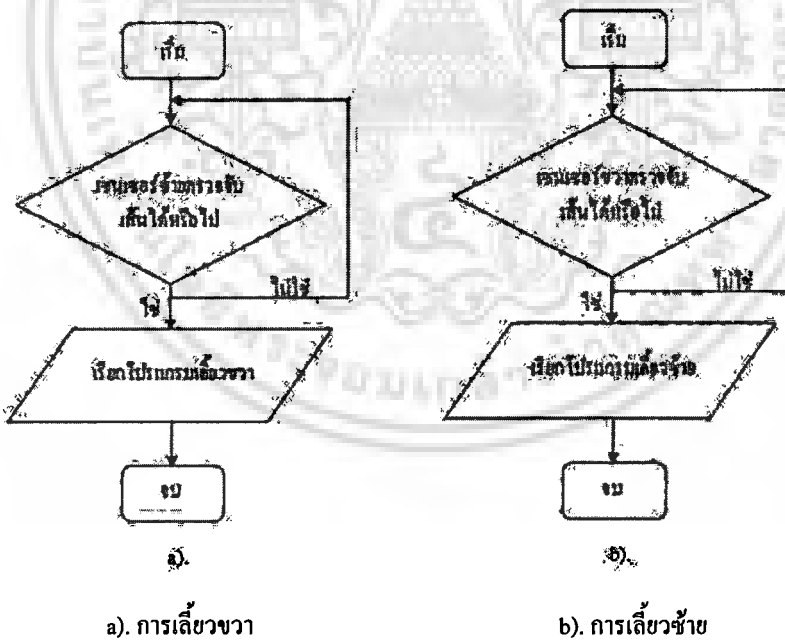 เริ่ม
เซนเซอร์ซ้ายตรวจจับ
เส้นได้หรือไม่
ใช่
ไม่ใช่
เรียกโปรแกรมเลี้ยวขวา
จบ
a).
a). การเลี้ยวขวา
เริ่ม
เซนเซอร์ขวาตรวจจับ
เส้นได้หรือไม่
ใช่
ไม่ใช่
เรียกโปรแกรมเลี้ยวซ้าย
จบ
b).
b). การเลี้ยวซ้าย